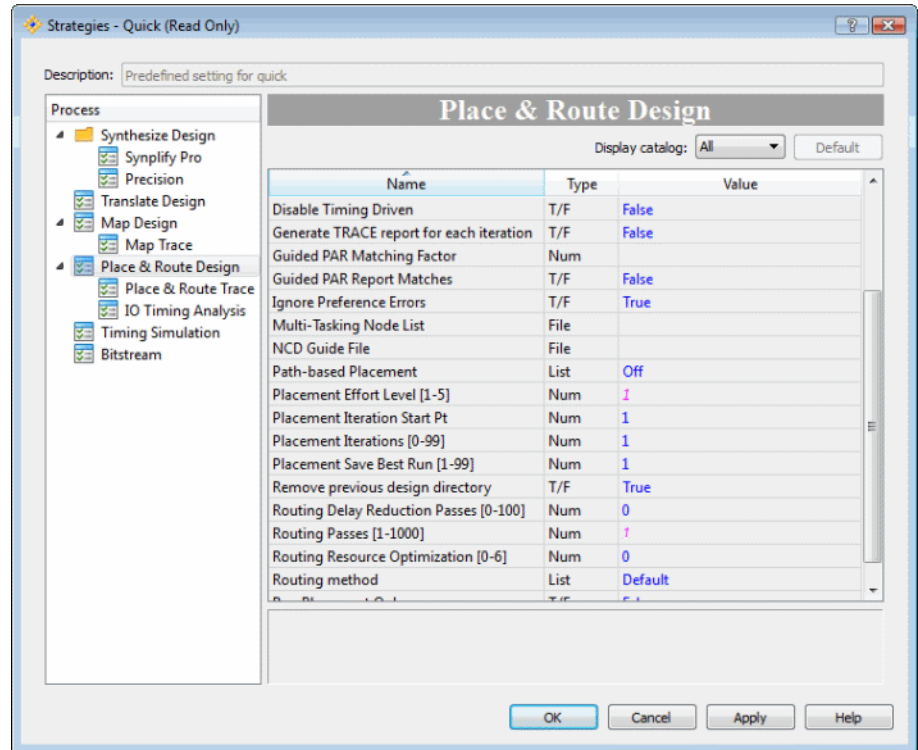 Strategies - Quick (Read Only)
Description: Predefined setting for quick
Process
Synthesize Design
Synplify Pro
Precision
Translate Design
Map Design
Map Trace
Place & Route Design
Place & Route Trace
IO Timing Analysis
Timing Simulation
Bitstream
Place & Route Design
Display catalog: All Default
Name Type Value
Disable Timing Driven T/F False
Generate TRACE report for each iteration T/F False
Guided PAR Matching Factor Num
Guided PAR Report Matches T/F False
Ignore Preference Errors T/F True
Multi-Tasking Node List File
NCD Guide File File
Path-based Placement List Off
Placement Effort Level [1-5] Num 1
Placement Iteration Start Pt Num 1
Placement Iterations [0-99] Num 1
Placement Save Best Run [1-99] Num 1
Remove previous design directory T/F True
Routing Delay Reduction Passes [0-100] Num 0
Routing Passes [1-1000] Num 1
Routing Resource Optimization [0-6] Num 0
Routing method List Default
OK Cancel Apply Help